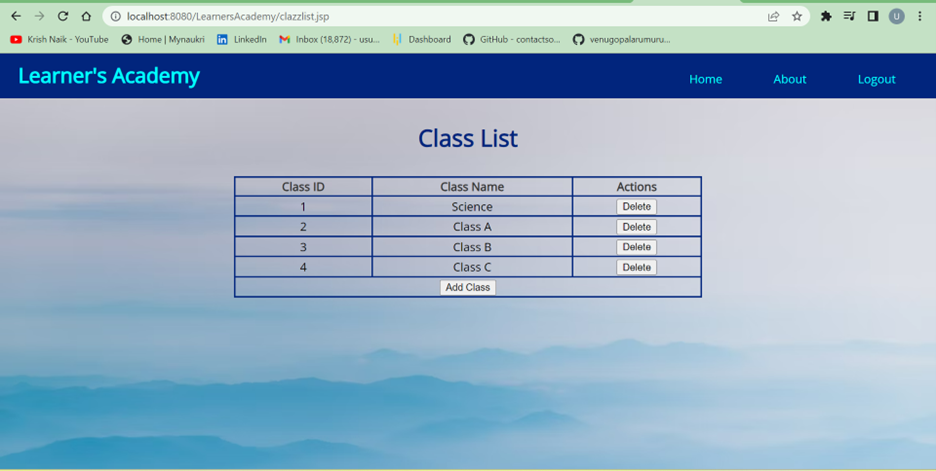 localhost:8080/LearnersAcademy/clazzlist.jsp
U
Krish Naik - YouTube Home | Mynaukri LinkedIn Inbox (18,872) - usu... Dashboard GitHub - contactso... venugopalarumuru...
Learner's Academy Home About Logout
Class List
Class ID Class Name Actions
1 Science Delete
2 Class A Delete
3 Class B Delete
4 Class C Delete
Add Class